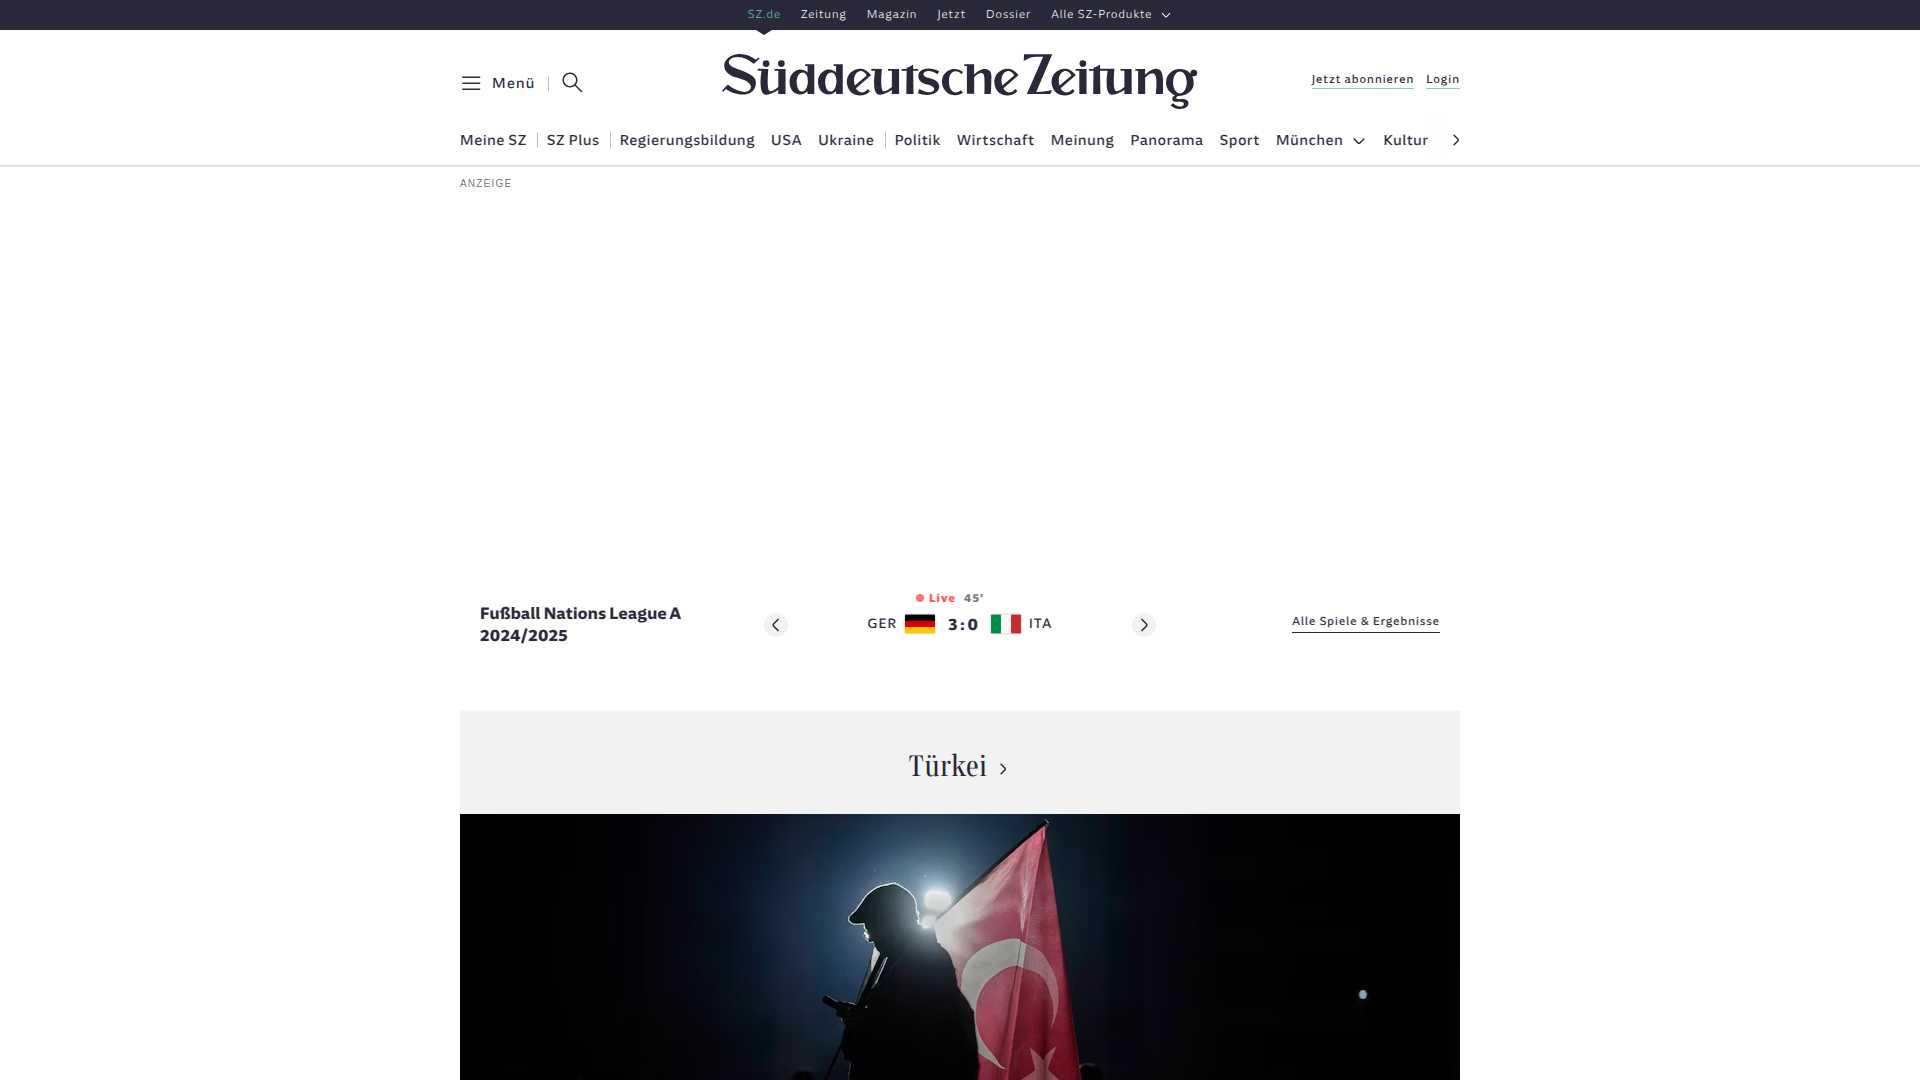 SZ.de Zeitung Magazin Jetzt Dossier Alle SZ-Produkte
Menü
Süddeutsche Zeitung
Jetzt abonnieren Login
Meine SZ SZ Plus Regierungsbildung USA Ukraine Politik Wirtschaft Meinung Panorama Sport München Kultur
ANZEIGE
Fußball Nations League A
2024/2025
Live 45'
GER 3:0 ITA
Alle Spiele & Ergebnisse
Türkei